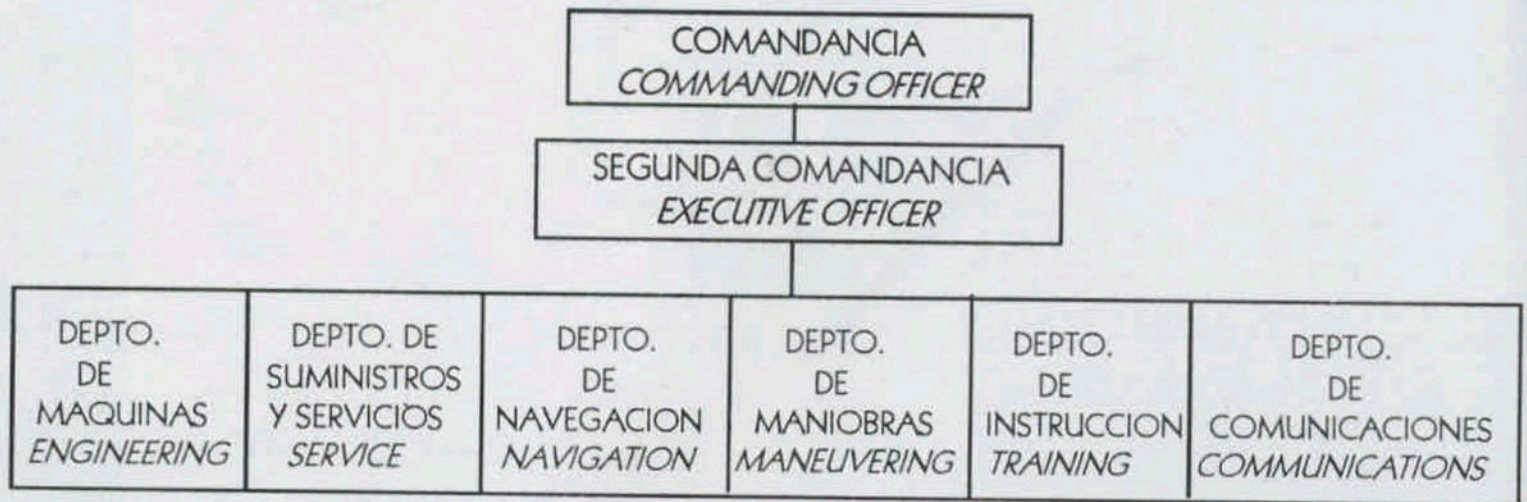 COMANDANCIA
COMMANDING OFFICER
SEGUNDA COMANDANCIA
EXECUTIVE OFFICER
DEPTO.
DE
MAQUINAS
ENGINEERING
DEPTO. DE
SUMINISTROS
Y SERVICIOS
SERVICE
DEPTO.
DE
NAVEGACION
NAVIGATION
DEPTO.
DE
MANIOBRAS
MANEUVERING
DEPTO.
DE
INSTRUCCION
TRAINING
DEPTO.
DE
COMUNICACIONES
COMMUNICATIONS